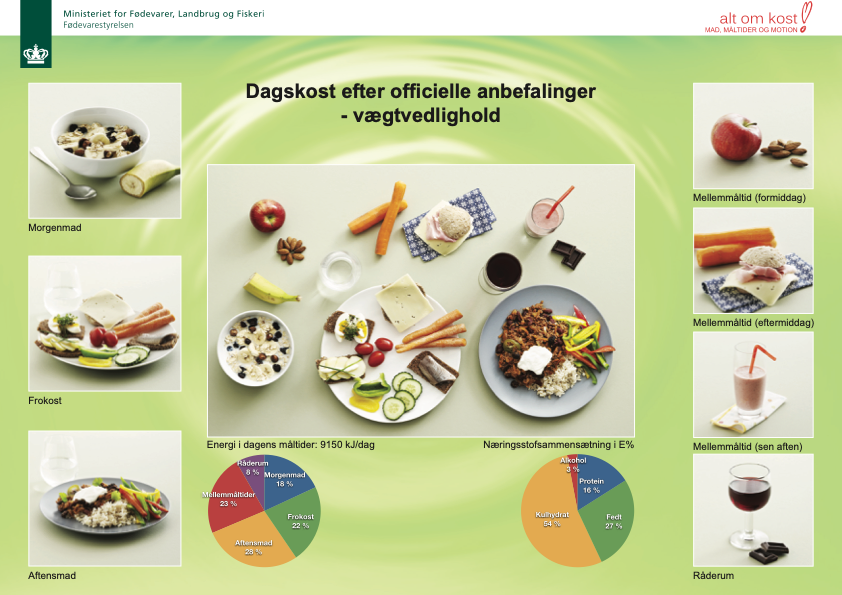 Ministeriet for Fødevarer, Landbrug og Fiskeri
Fødevarestyrelsen
alt om kost
MAD, MÅLTIDER OG MOTION
Dagskost efter officielle anbefalinger
- vægtvedlighold
Morgenmad
Frokost
Aftensmad
Mellemmåltid (formiddag)
Mellemmåltid (eftermiddag)
Mellemmåltid (sen aften)
Råderum
Energi i dagens måltider: 9150 kJ/dag
Råderum
8 %
Morgenmad
18 %
Mellemmåltider
23 %
Frokost
22 %
Aftensmad
28 %
Næringsstofsammensætning i E%
Alkohol
3 %
Protein
16 %
Kulhydrat
54 %
Fedt
27 %